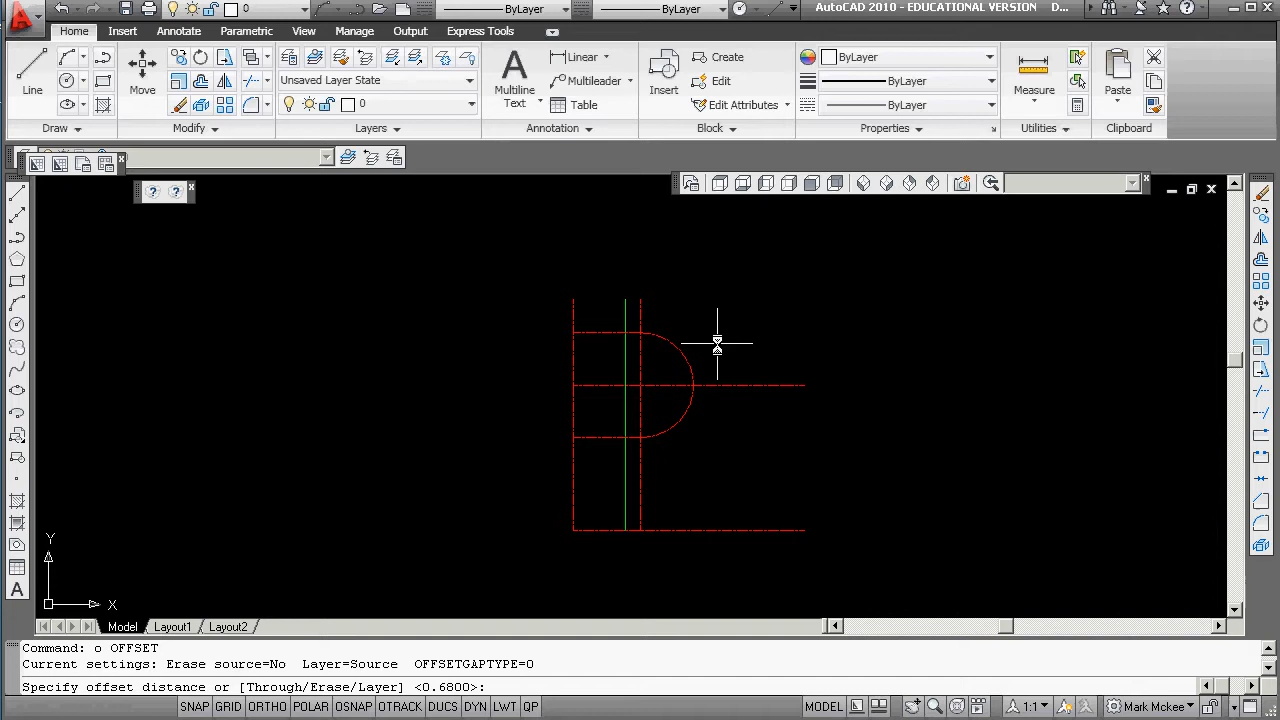 0 ByLayer ByLayer AutoCAD 2010 - EDUCATIONAL VERSION D...
Home Insert Annotate Parametric View Manage Output Express Tools
Line Move Unsaved Layer State 0 Multiline Text Linear Multileader Table Insert Create Edit Edit Attributes ByLayer ByLayer ByLayer Measure Paste
Draw Modify Layers Annotation Block Properties Utilities Clipboard
0
Y
X
A
Model Layout1 Layout2
Command: o OFFSET
Current settings: Erase source=No Layer=Source OFFSETGAPTYPE=0
Specify offset distance or [Through/Erase/Layer] <0.6800>:
SNAP GRID ORTHO POLAR OSNAP OTRACK DUCS DYN LWT QP MODEL 1:1 Mark Mckee